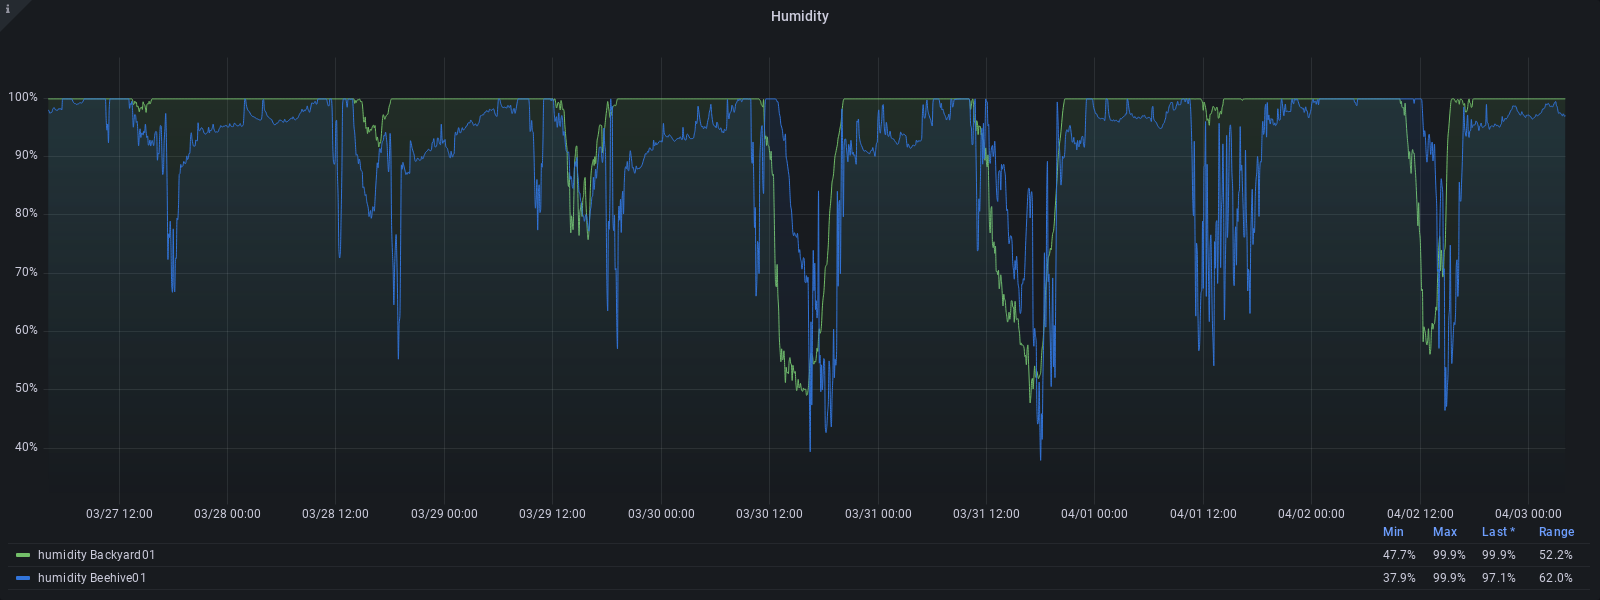 i
Humidity
100%
90%
80%
70%
60%
50%
40%
03/27 12:00 03/28 00:00 03/28 12:00 03/29 00:00 03/29 12:00 03/30 00:00 03/30 12:00 03/31 00:00 03/31 12:00 04/01 00:00 04/01 12:00 04/02 00:00 04/02 12:00 04/03 00:00
Min Max Last * Range
humidity Backyard01 47.7% 99.9% 99.9% 52.2%
humidity Beehive01 37.9% 99.9% 97.1% 62.0%